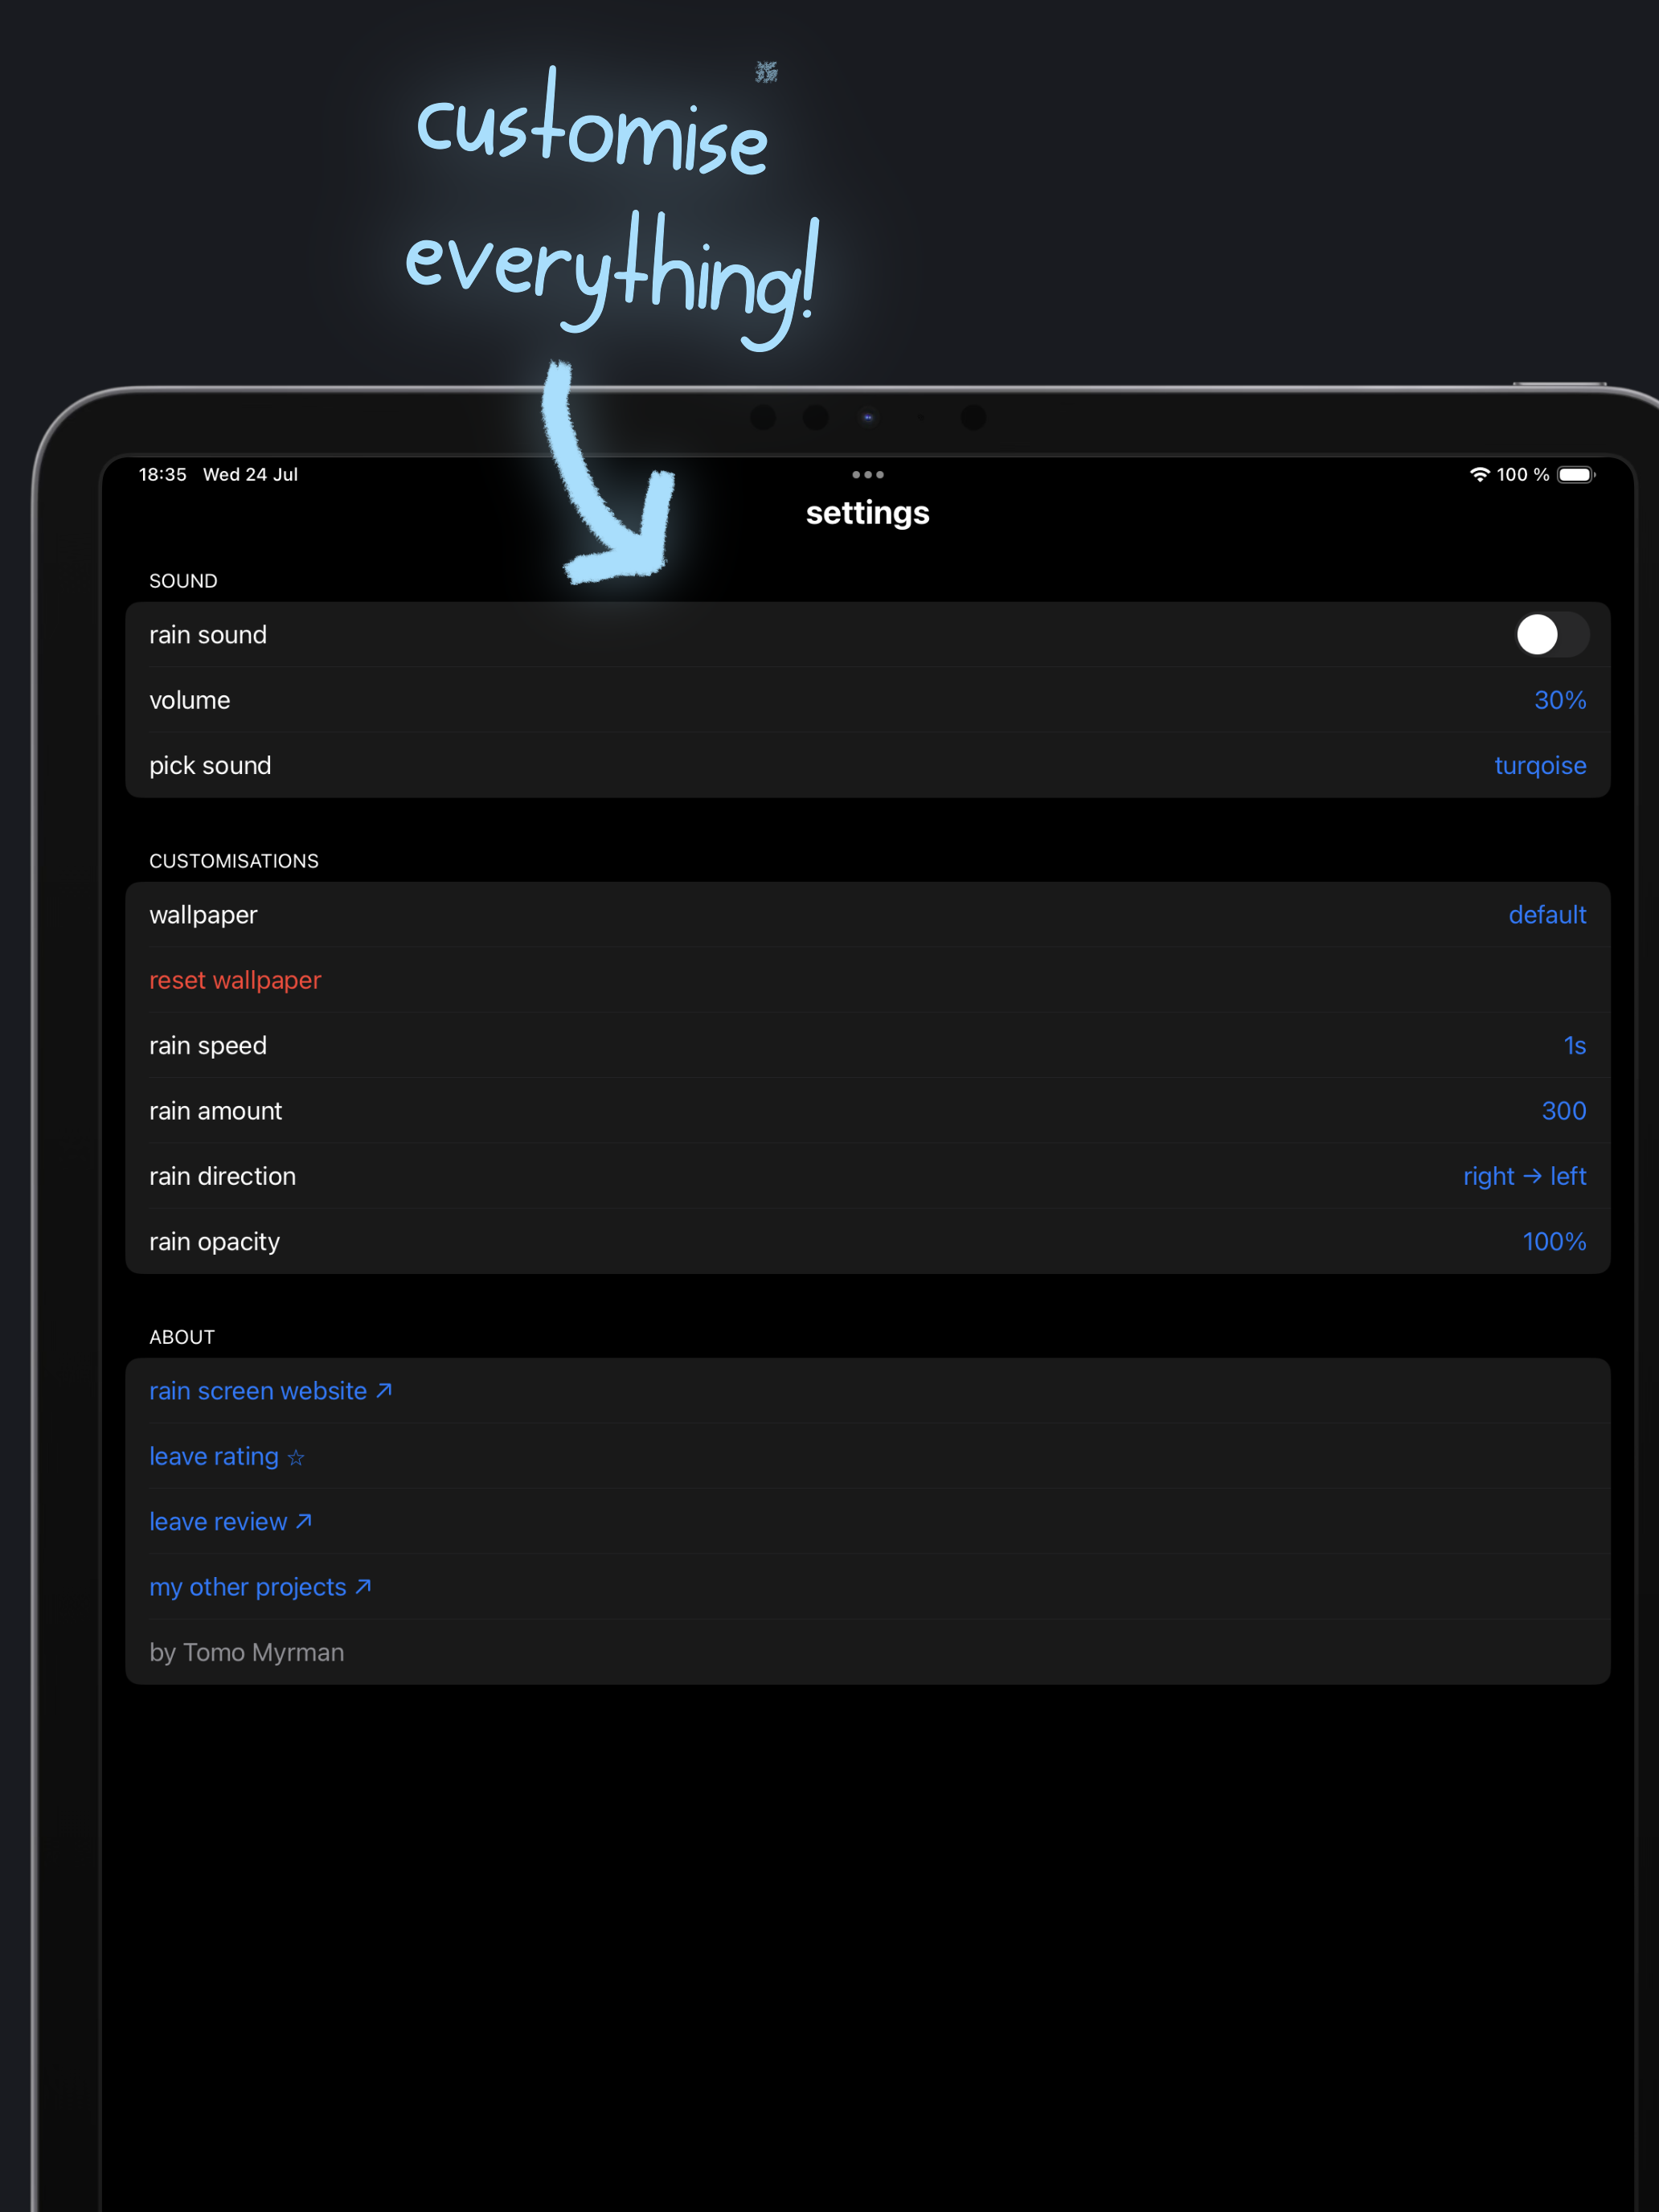 customise
everything!
18:35 Wed 24 Jul
100 %
settings
SOUND
rain sound
volume 30%
pick sound turqoise
CUSTOMISATIONS
wallpaper default
reset wallpaper
rain speed 1s
rain amount 300
rain direction right → left
rain opacity 100%
ABOUT
rain screen website ↗
leave rating ☆
leave review ↗
my other projects ↗
by Tomo Myrman